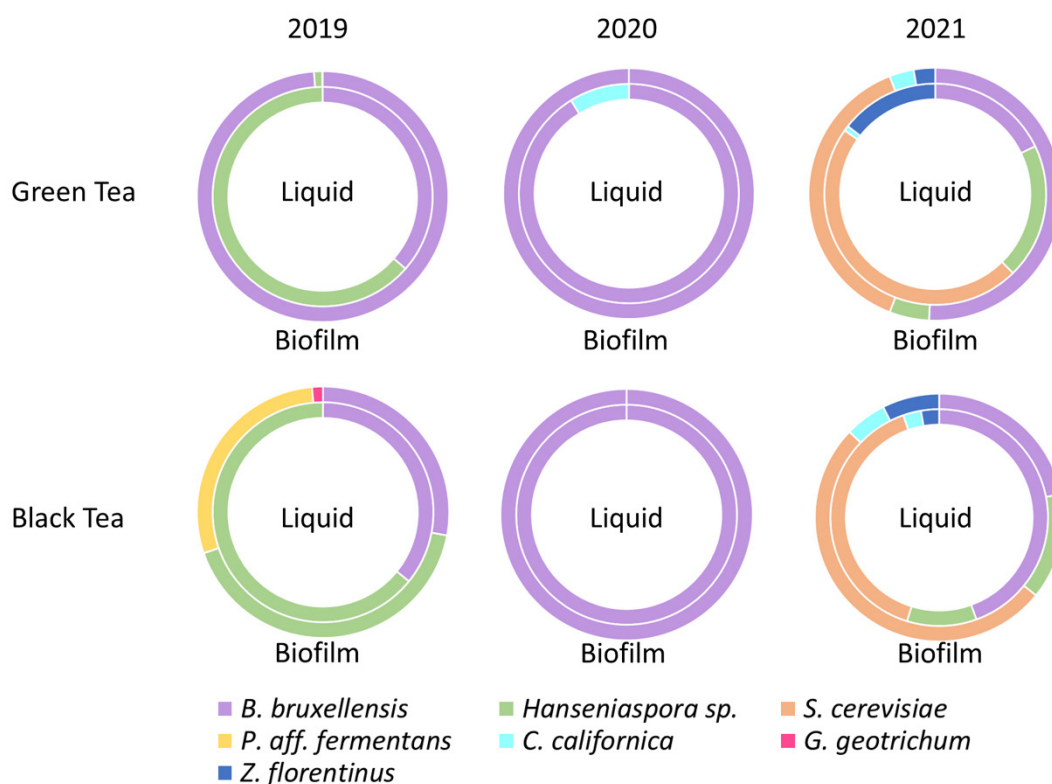 2019 2020 2021
Green Tea Liquid Liquid Liquid
Biofilm Biofilm Biofilm
Black Tea Liquid Liquid Liquid
Biofilm Biofilm Biofilm
B. bruxellensis Hanseniaspora sp. S. cerevisiae
P. aff. fermentans C. californica G. geotrichum
Z. florentinus